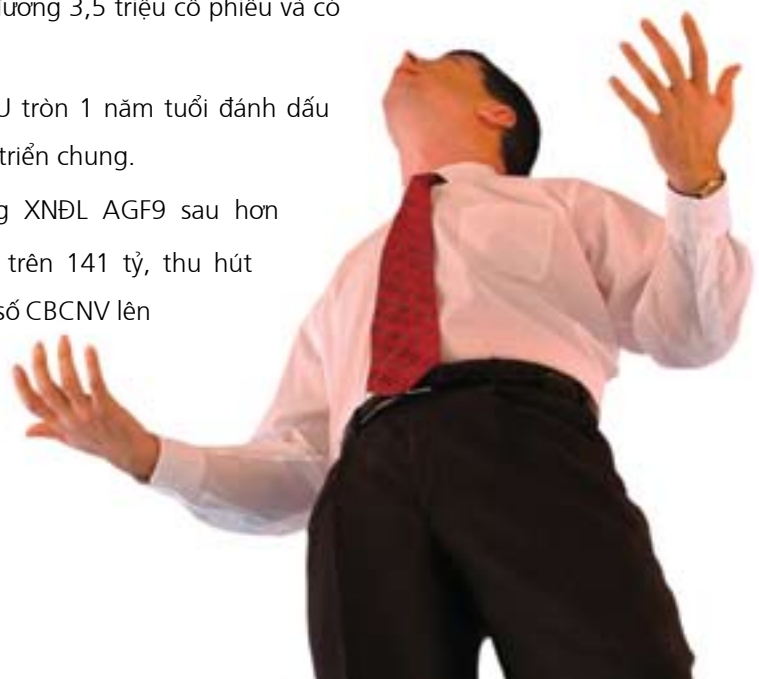 đương 3,5 triệu cổ phiếu và có
U tròn 1 năm tuổi đánh dấu
triển chung.
g XNĐL AGF9 sau hơn
trên 141 tỷ, thu hút
số CBCNV lên